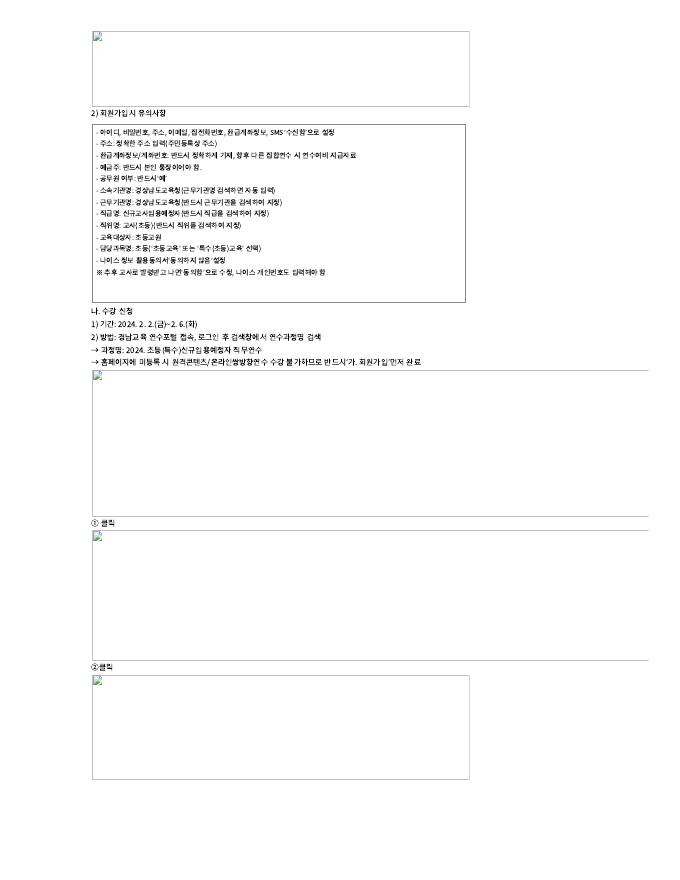 2) 회원가입 시 유의사항
- 아이디, 비밀번호, 주소, 이메일, 집전화번호, 환급계좌정보, SMS‘수신함’으로 설정
- 주소: 정확한 주소 입력(주민등록상 주소)
- 환급계좌정보/계좌번호: 반드시 정확하게 기재, 향후 다른 집합연수 시 연수여비 지급자료
- 예금주: 반드시 본인 통장이어야 함.
- 공무원 여부: 반드시‘예’
- 소속기관명: 경상남도교육청(근무기관명 검색하면 자동 입력)
- 근무기관명: 경상남도교육청(반드시 근무기관을 검색하여 지정)
- 직급명: 신규교사임용예정자(반드시 직급을 검색하여 지정)
- 직위명: 교사(초등)(반드시 직위를 검색하여 지정)
- 교육대상자: 초등교원
- 담당과목명: 초등(‘초등교육’ 또는 ‘특수(초등)교육’ 선택)
- 나이스 정보 활용동의서‘동의하지 않음’설정
※ 추후 교사로 발령받고 나면‘동의함’으로 수정, 나이스 개인번호도 입력해야 함
나. 수강 신청
1) 기간: 2024. 2. 2.(금)~2. 6.(화)
2) 방법: 경남교육 연수포털 접속, 로그인 후 검색창에서 연수과정명 검색
→ 과정명: 2024. 초등(특수)신규임용예정자 직무연수
→ 홈페이지에 미등록 시 원격콘텐츠/온라인쌍방향연수 수강 불가하므로 반드시‘가. 회원가입’먼저 완료
① 클릭
②클릭